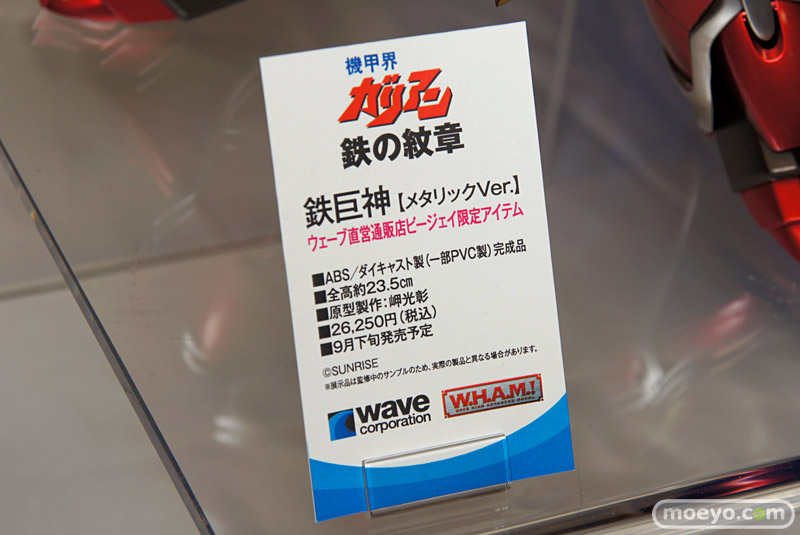 機甲界
ガリアン
鉄の紋章
鉄巨神【メタリックVer.】
ウェーブ直営通販店ビージェイ限定アイテム
■ABS/ダイキャスト製(一部PVC製)完成品
■全高約23.5cm
■原型製作：岬光彰
■26,250円(税込)
■9月下旬発売予定
©SUNRISE
※展示品は監修中のサンプルのため、実際の製品と異なる場合があります。
wave
corporation
W.H.A.M.!
WAVE HIGH ADVANCED MODEL
moeyo.com